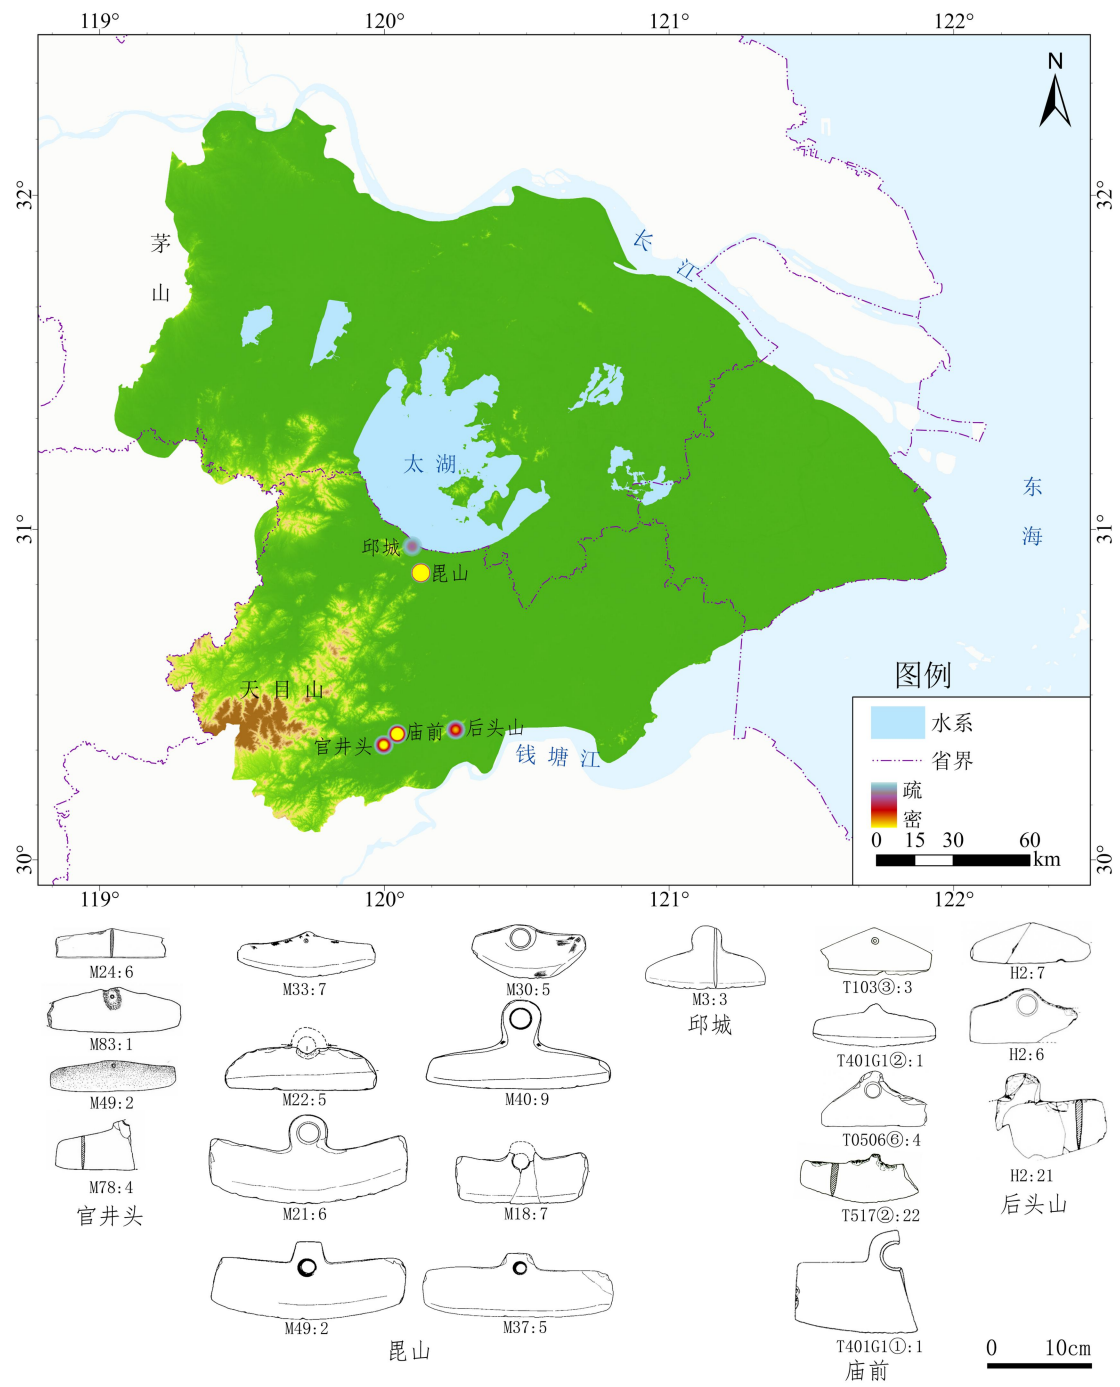 119°
120°
121°
122°
N
32°
32°
茅山
长江
太湖
东海
31°
31°
邱城
昆山
天目山
官井头
庙前
后头山
钱塘江
图例
水系
省界
疏
密
0 15 30 60
km
30°
30°
119°
120°
121°
122°
M24:6
M83:1
M49:2
M78:4
官井头
M33:7
M30:5
M22:5
M40:9
M21:6
M18:7
M49:2
M37:5
昆山
M3:3
邱城
T103③:3
T401G1②:1
T0506⑥:4
T517②:22
T401G1①:1
庙前
H2:7
H2:6
H2:21
后头山
0 10cm